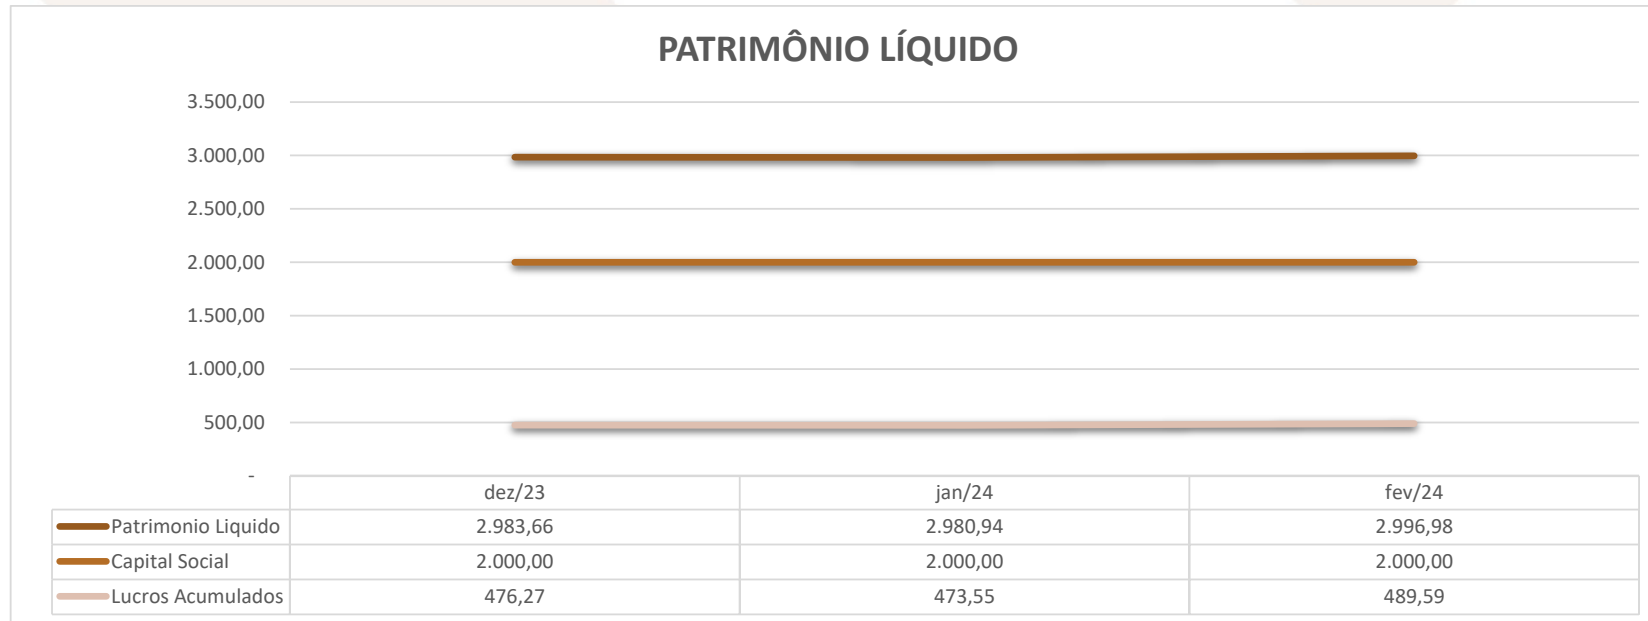 PATRIMÔNIO LÍQUIDO
3.500,00
3.000,00
2.500,00
2.000,00
1.500,00
1.000,00
500,00
-
dez/23 jan/24 fev/24
Patrimonio Liquido 2.983,66 2.980,94 2.996,98
Capital Social 2.000,00 2.000,00 2.000,00
Lucros Acumulados 476,27 473,55 489,59